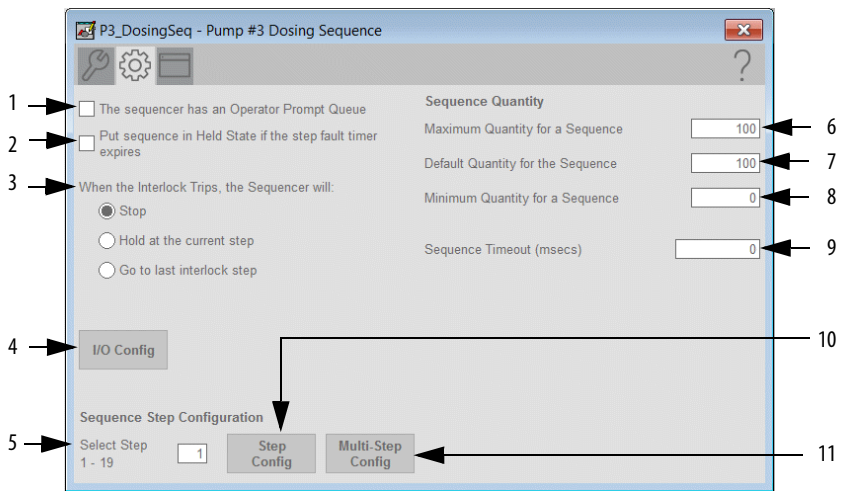 P3_DosingSeq - Pump #3 Dosing Sequence
?
1
The sequencer has an Operator Prompt Queue
2
Put sequence in Held State if the step fault timer
expires
3
When the Interlock Trips, the Sequencer will:
Stop
Hold at the current step
Go to last interlock step
Sequence Quantity
Maximum Quantity for a Sequence
100
6
Default Quantity for the Sequence
100
7
Minimum Quantity for a Sequence
0
8
Sequence Timeout (msecs)
0
9
4
I/O Config
10
Sequence Step Configuration
5
Select Step
1 - 19
1
Step
Config
Multi-Step
Config
11